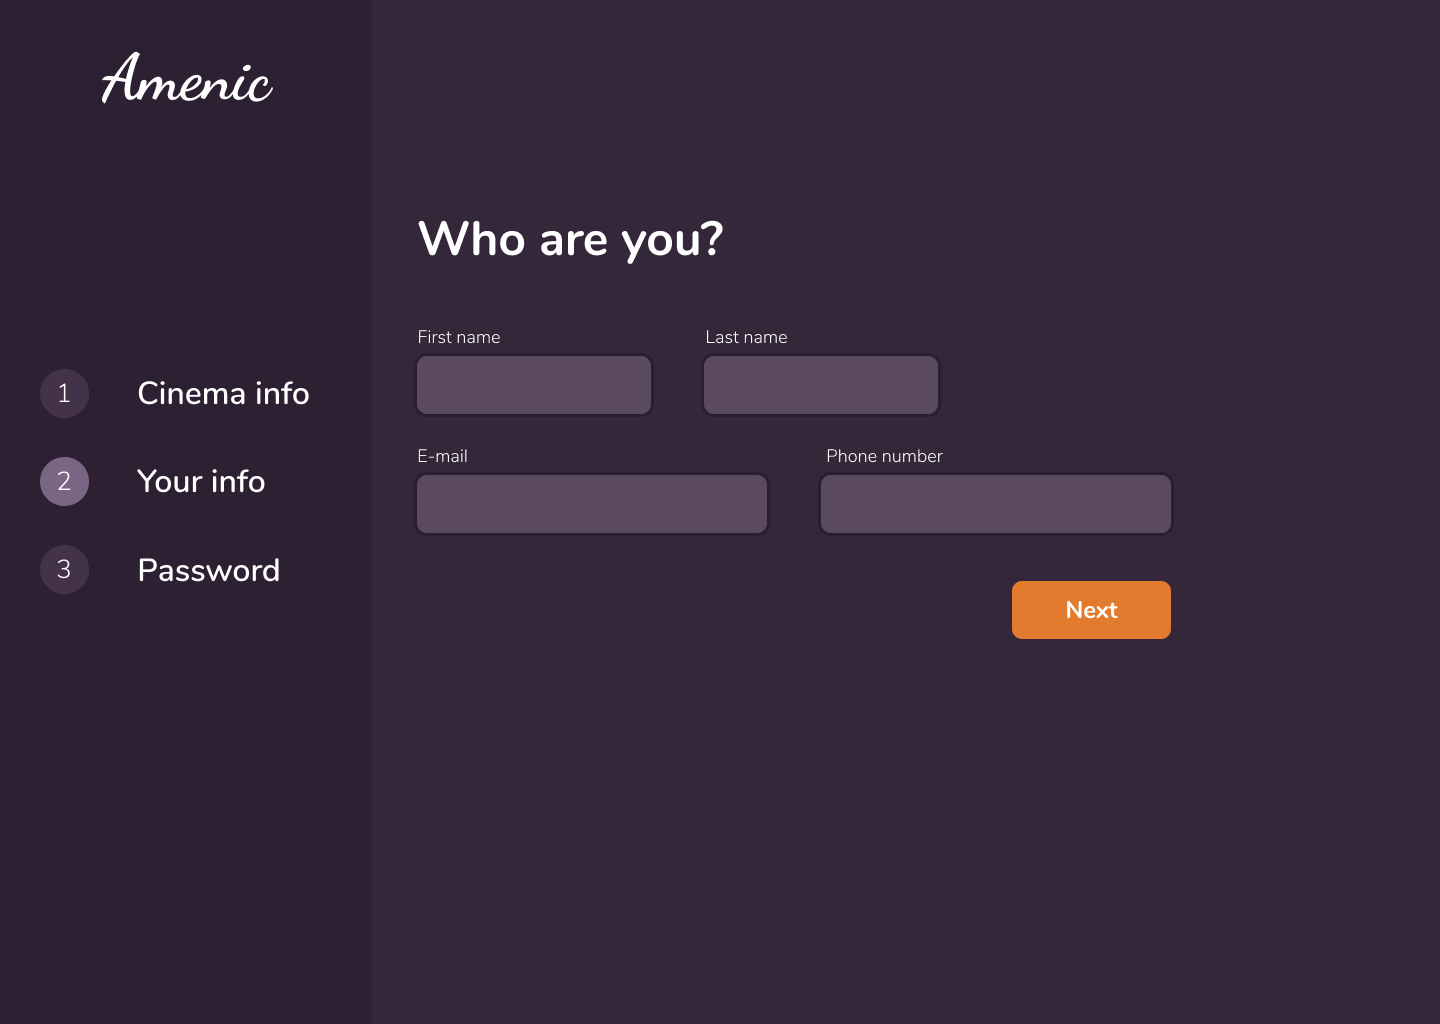 Amenic
Who are you?
First name
Last name
1
Cinema info
E-mail
Phone number
2
Your info
3
Password
Next